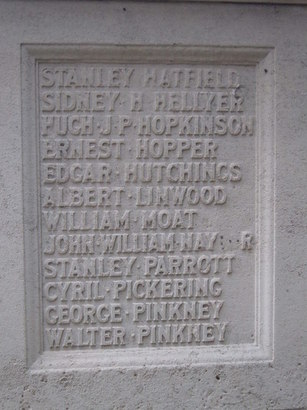 STANLEY HATFIELD
SIDNEY·H·HELLYER
HUGH·J·P·HOPKINSON
ERNEST·HOPPER
EDGAR·HUTCHINGS
ALBERT·LINWOOD
WILLIAM·MOAT
JOHN·WILLIAM
STANLEY·PARROTT
CYRIL·PICKERING
GEORGE·PINKNEY
WALTER·PINKNEY